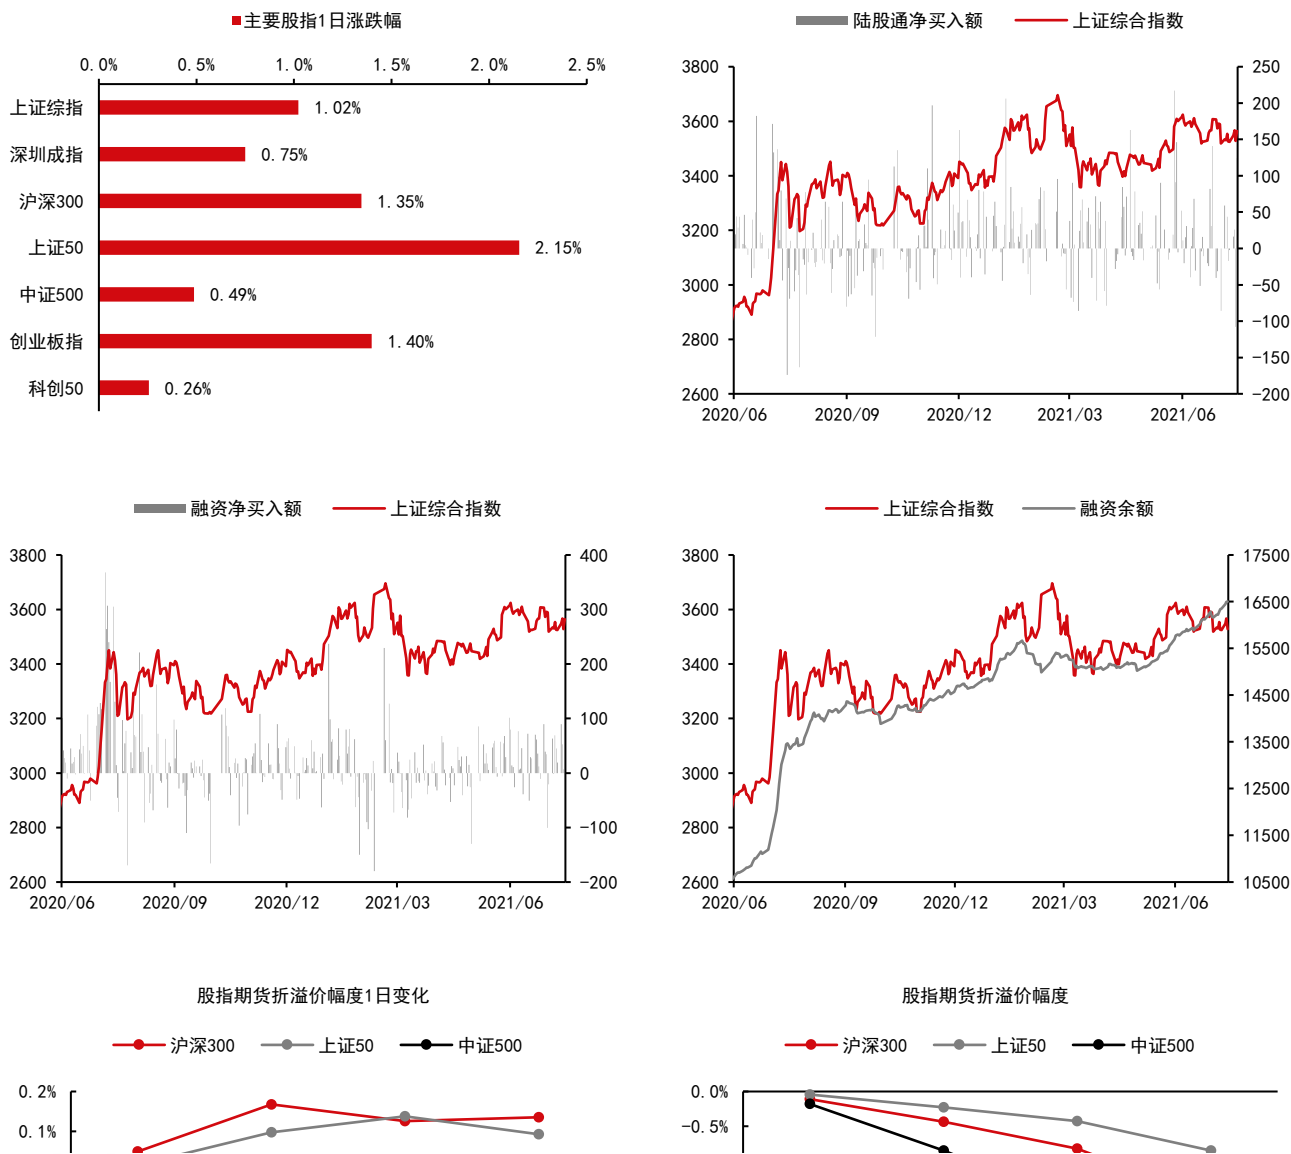 主要股指1日涨跌幅
0.0% 0.5% 1.0% 1.5% 2.0% 2.5%
上证综指 1.02%
深圳成指 0.75%
沪深300 1.35%
上证50 2.15%
中证500 0.49%
创业板指 1.40%
科创50 0.26%
陆股通净买入额 上证综合指数
3800 250
3600 200
3400 150
3200 100
3000 50
2800 0
2600 -50
-100
-150
-200
2020/06 2020/09 2020/12 2021/03 2021/06
融资净买入额 上证综合指数
3800 400
3600 300
3400 200
3200 100
3000 0
2800 -100
2600 -200
2020/06 2020/09 2020/12 2021/03 2021/06
上证综合指数 融资余额
3800 17500
3600 16500
3400 15500
3200 14500
3000 13500
2800 12500
2600 11500
10500
2020/06 2020/09 2020/12 2021/03 2021/06
股指期货折溢价幅度1日变化
沪深300 上证50 中证500
0.2%
0.1%
股指期货折溢价幅度
沪深300 上证50 中证500
0.0%
-0.5%